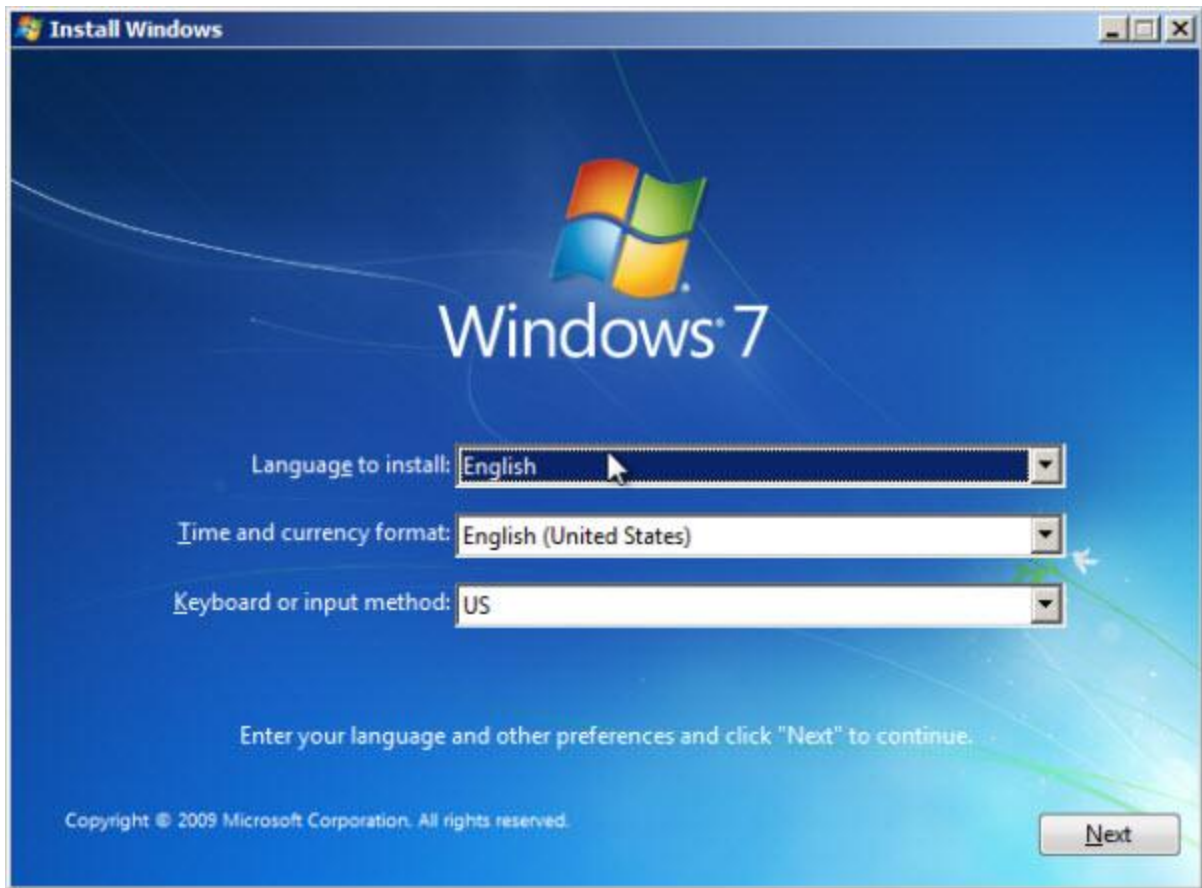 Install Windows
Windows® 7
Language to install: English
Time and currency format: English (United States)
Keyboard or input method: US
Enter your language and other preferences and click "Next" to continue.
Copyright © 2009 Microsoft Corporation. All rights reserved.
Next